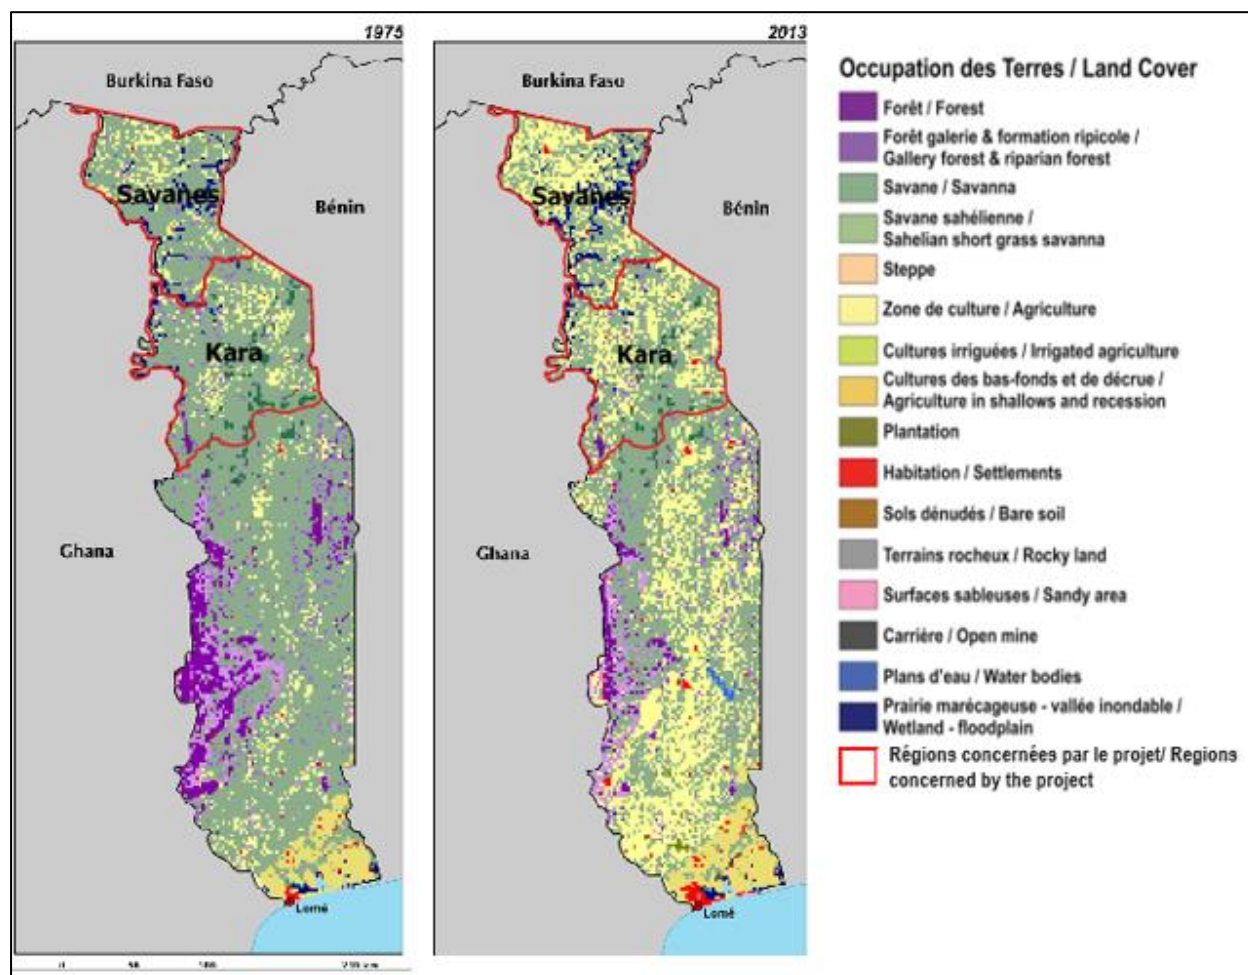 1975
Burkina Faso
Savanes
Bénin
Kara
Ghana
Lomé
2013
Burkina Faso
Savanes
Bénin
Kara
Ghana
Lomé
Occupation des Terres / Land Cover
Forêt / Forest
Forêt galerie & formation ripicole /
Gallery forest & riparian forest
Savane / Savanna
Savane sahélienne /
Sahelian short grass savanna
Steppe
Zone de culture / Agriculture
Cultures irriguées / Irrigated agriculture
Cultures des bas-fonds et de décrue /
Agriculture in shallows and recession
Plantation
Habitation / Settlements
Sols dénudés / Bare soil
Terrains rocheux / Rocky land
Surfaces sableuses / Sandy area
Carrière / Open mine
Plans d'eau / Water bodies
Prairie marécageuse - vallée inondable /
Wetland - floodplain
Régions concernées par le projet/ Regions
concerned by the project